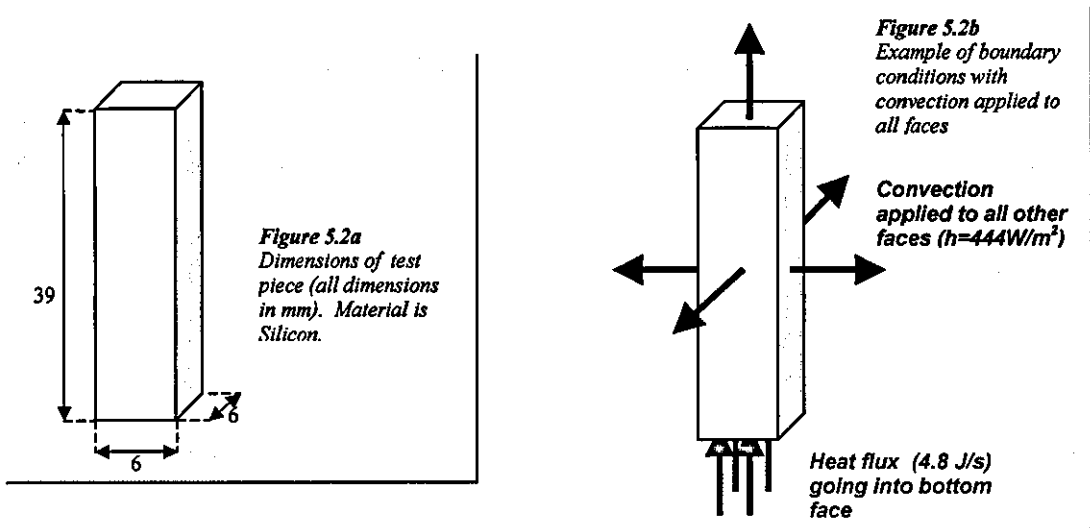 39
6
6
Figure 5.2a
Dimensions of test
piece (all dimensions
in mm). Material is
Silicon.
Figure 5.2b
Example of boundary
conditions with
convection applied to
all faces
Convection
applied to all other
faces (h=444W/m²)
Heat flux (4.8 J/s)
going into bottom
face